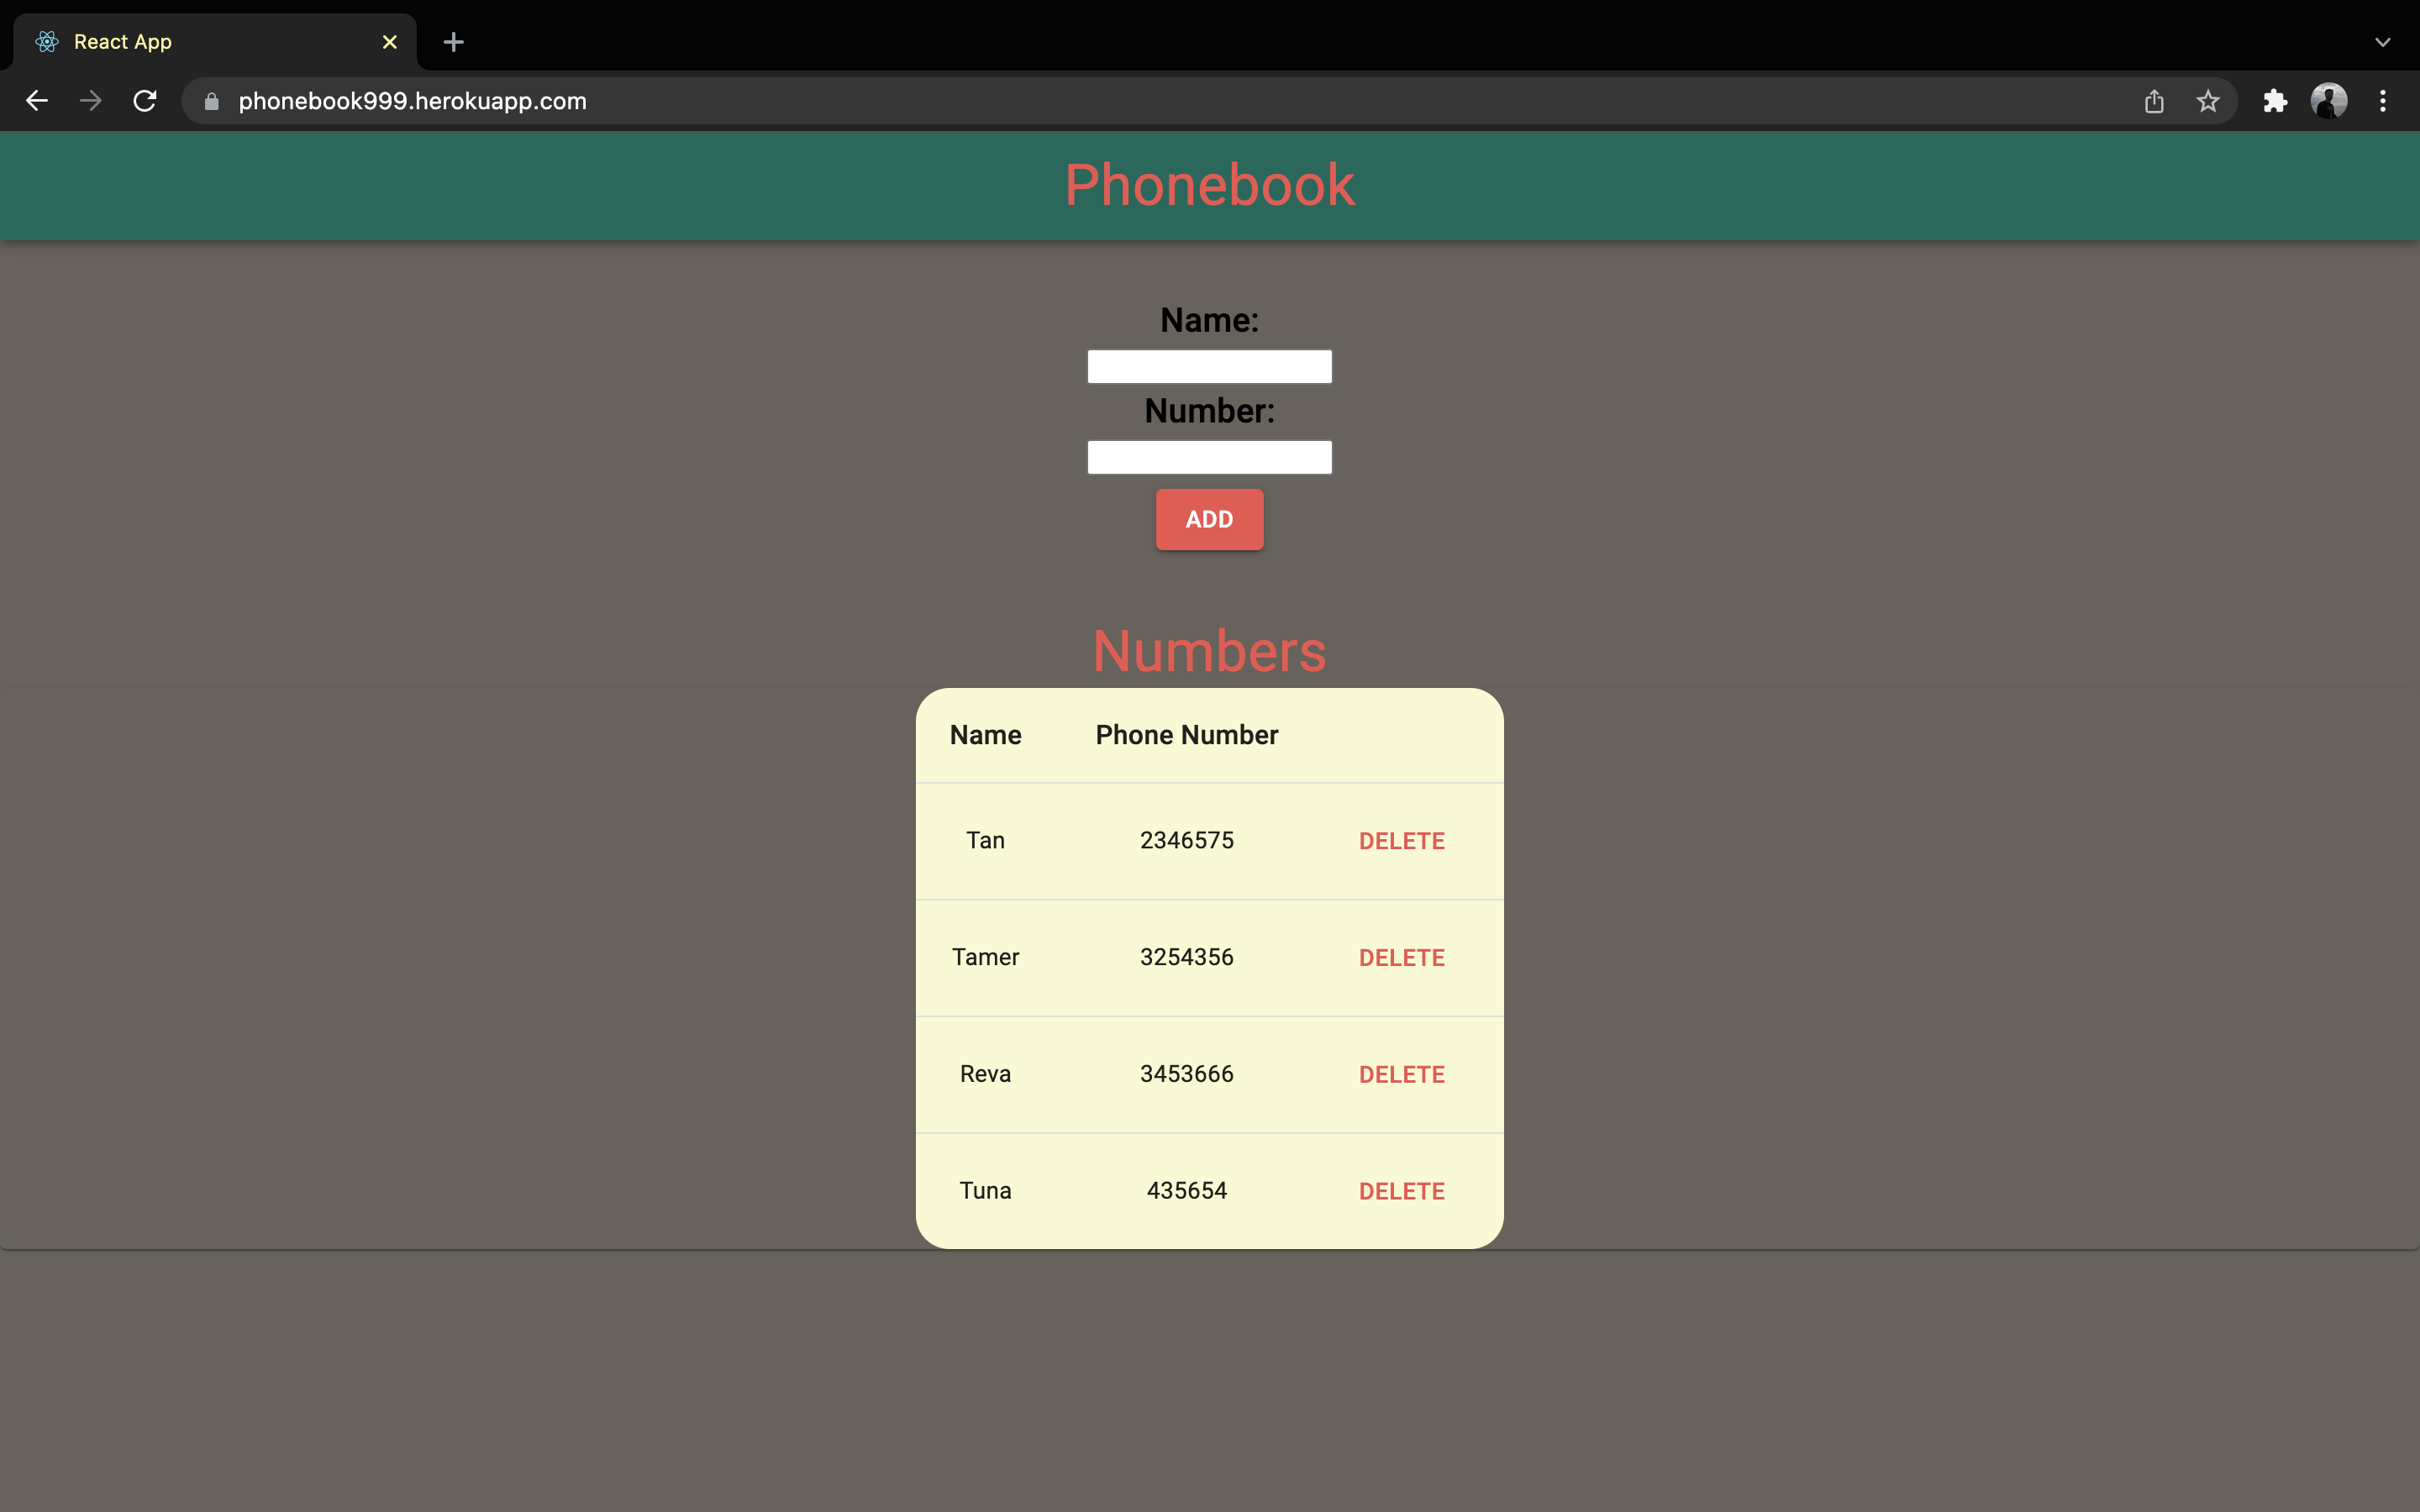 React App
phonebook999.herokuapp.com
Phonebook
Name:
Number:
ADD
Numbers
Name Phone Number
Tan 2346575 DELETE
Tamer 3254356 DELETE
Reva 3453666 DELETE
Tuna 435654 DELETE